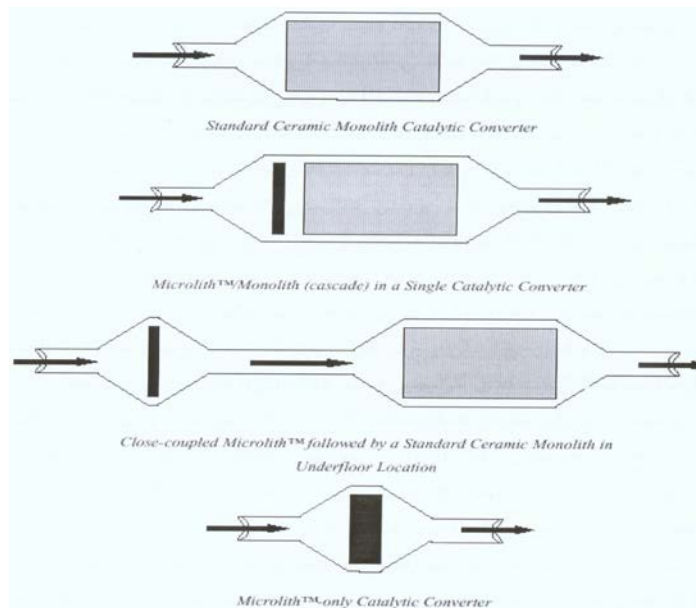 Standard Ceramic Monolith Catalytic Converter
Microlith™/Monolith (cascade) in a Single Catalytic Converter
Close-coupled Microlith™ followed by a Standard Ceramic Monolith in
Underfloor Location
Microlith™-only Catalytic Converter